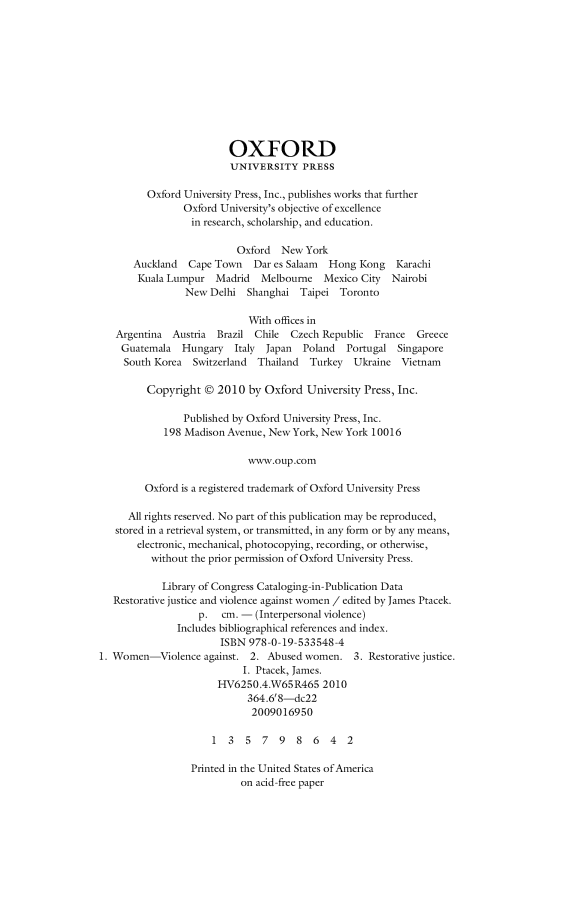 OXFORD
UNIVERSITY PRESS
Oxford University Press, Inc., publishes works that further
Oxford University's objective of excellence
in research, scholarship, and education.
Oxford New York
Auckland Cape Town Dar es Salaam Hong Kong Karachi
Kuala Lumpur Madrid Melbourne Mexico City Nairobi
New Delhi Shanghai Taipei Toronto
With offices in
Argentina Austria Brazil Chile Czech Republic France Greece
Guatemala Hungary Italy Japan Poland Portugal Singapore
South Korea Switzerland Thailand Turkey Ukraine Vietnam
Copyright © 2010 by Oxford University Press, Inc.
Published by Oxford University Press, Inc.
198 Madison Avenue, New York, New York 10016
www.oup.com
Oxford is a registered trademark of Oxford University Press
All rights reserved. No part of this publication may be reproduced,
stored in a retrieval system, or transmitted, in any form or by any means,
electronic, mechanical, photocopying, recording, or otherwise,
without the prior permission of Oxford University Press.
Library of Congress Cataloging-in-Publication Data
Restorative justice and violence against women / edited by James Ptacek.
p. cm. — (Interpersonal violence)
Includes bibliographical references and index.
ISBN 978-0-19-533548-4
1. Women—Violence against. 2. Abused women. 3. Restorative justice.
I. Ptacek, James.
HV6250.4.W65R465 2010
364.6′8—dc22
2009016950
1 3 5 7 9 8 6 4 2
Printed in the United States of America
on acid-free paper